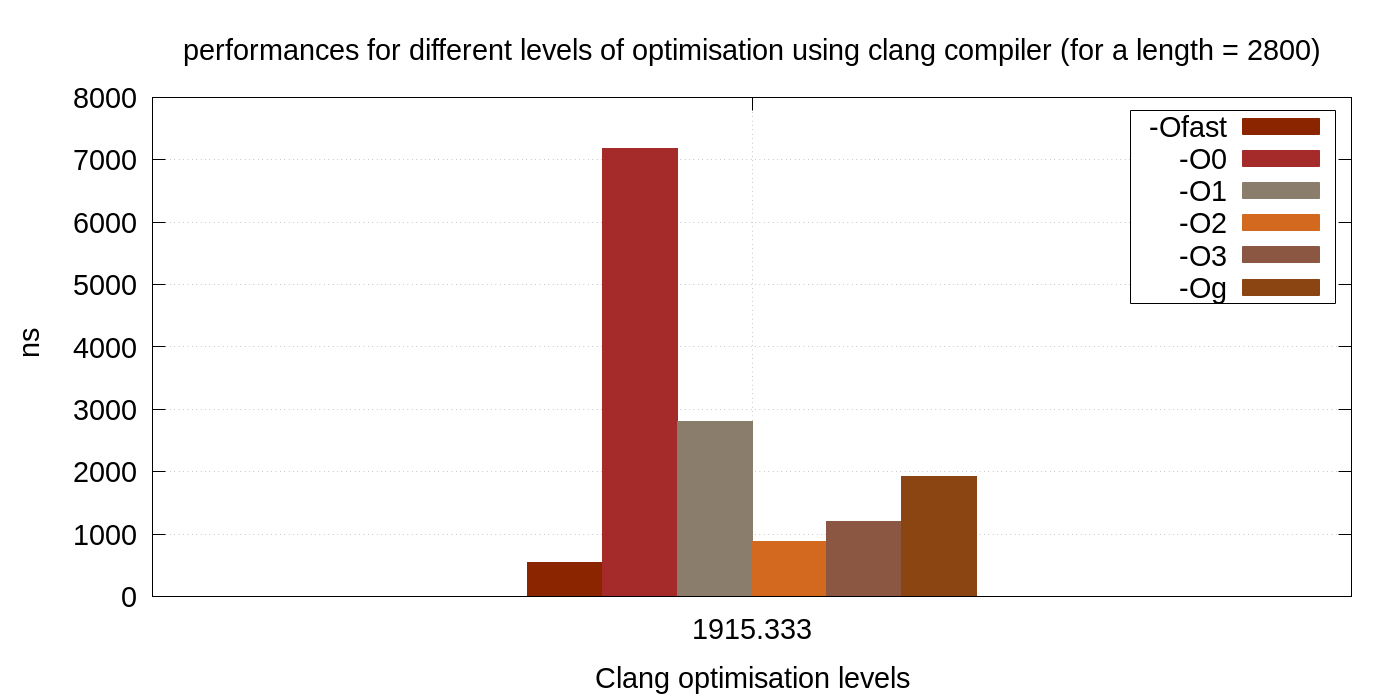 performances for different levels of optimisation using clang compiler (for a length = 2800)
8000
7000
6000
5000
4000
3000
2000
1000
0
ns
-Ofast
-O0
-O1
-O2
-O3
-Og
1915.333
Clang optimisation levels